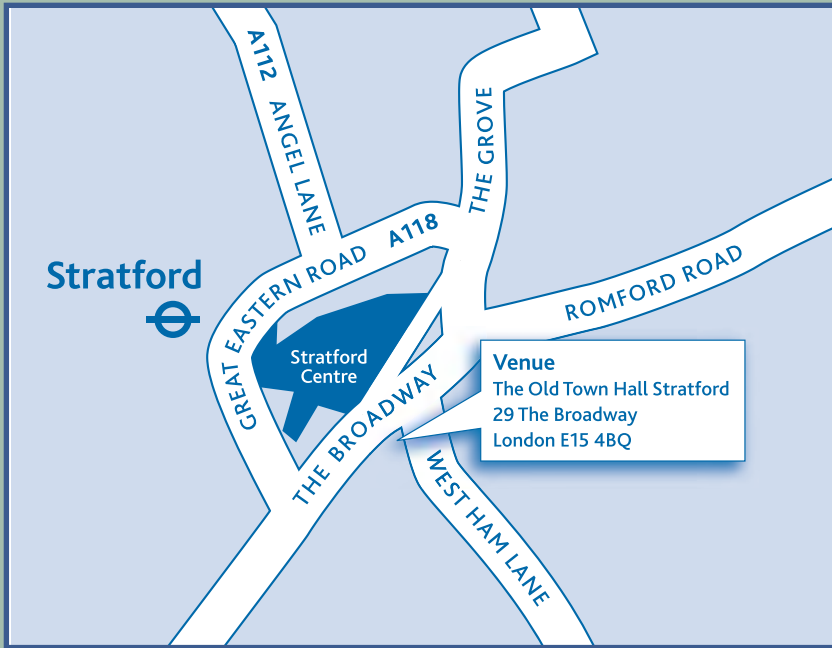 A112 ANGEL LANE
THE GROVE
GREAT EASTERN ROAD A118
ROMFORD ROAD
Stratford
Stratford
Centre
THE BROADWAY
WEST HAM LANE
Venue
The Old Town Hall Stratford
29 The Broadway
London E15 4BQ